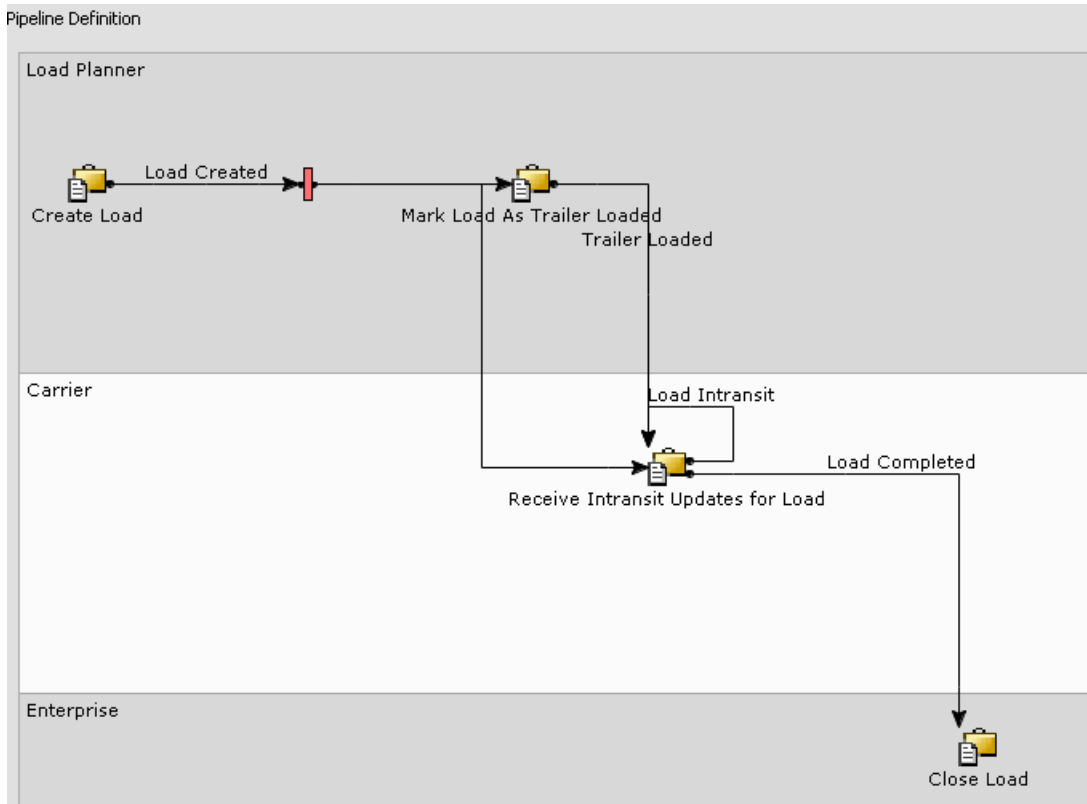 Pipeline Definition
Load Planner
Load Created
Create Load
Mark Load As Trailer Loaded
Trailer Loaded
Carrier
Load Intransit
Load Completed
Receive Intransit Updates for Load
Enterprise
Close Load